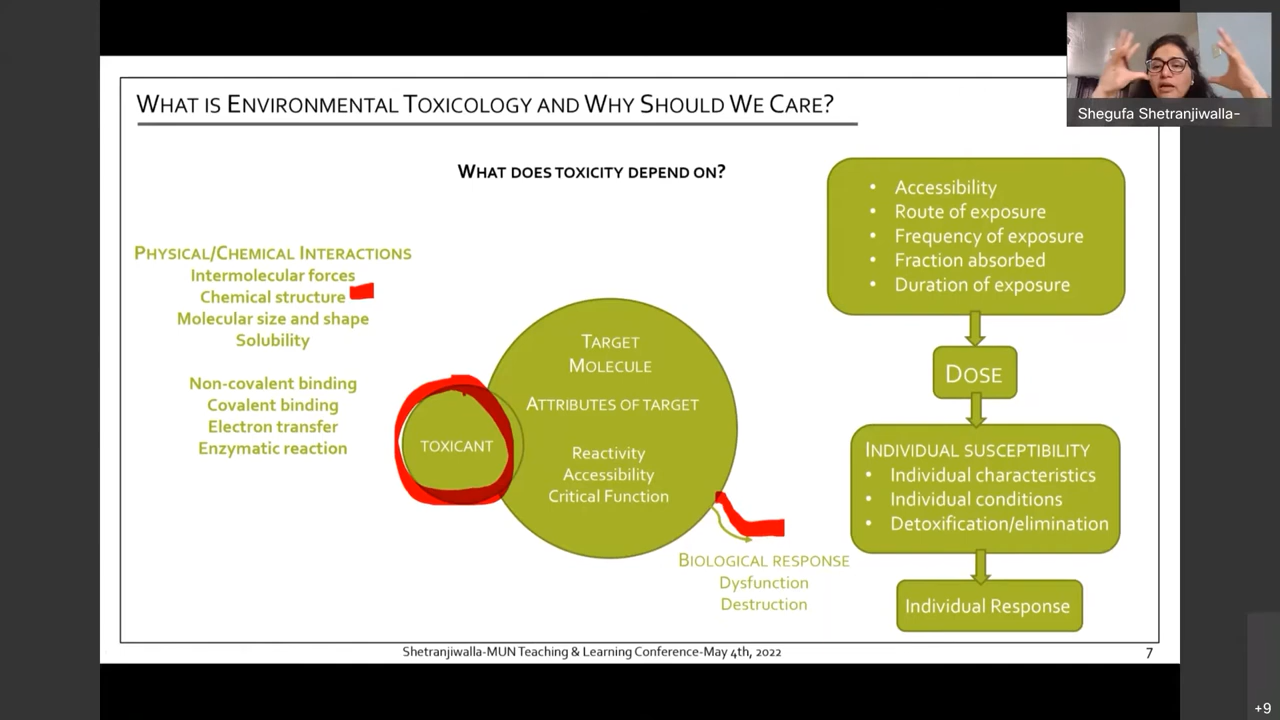 WHAT IS ENVIRONMENTAL TOXICOLOGY AND WHY SHOULD WE CARE?
Shegufa Shetranjiwalla-
WHAT DOES TOXICITY DEPEND ON?
PHYSICAL/CHEMICAL INTERACTIONS
Intermolecular forces
Chemical structure
Molecular size and shape
Solubility
Non-covalent binding
Covalent binding
Electron transfer
Enzymatic reaction
TOXICANT
TARGET
MOLECULE
ATTRIBUTES OF TARGET
Reactivity
Accessibility
Critical Function
BIOLOGICAL RESPONSE
Dysfunction
Destruction
• Accessibility
• Route of exposure
• Frequency of exposure
• Fraction absorbed
• Duration of exposure
DOSE
INDIVIDUAL SUSCEPTIBILITY
• Individual characteristics
• Individual conditions
• Detoxification/elimination
Individual Response
Shetranjiwalla-MUN Teaching & Learning Conference-May 4th, 2022
7
+9